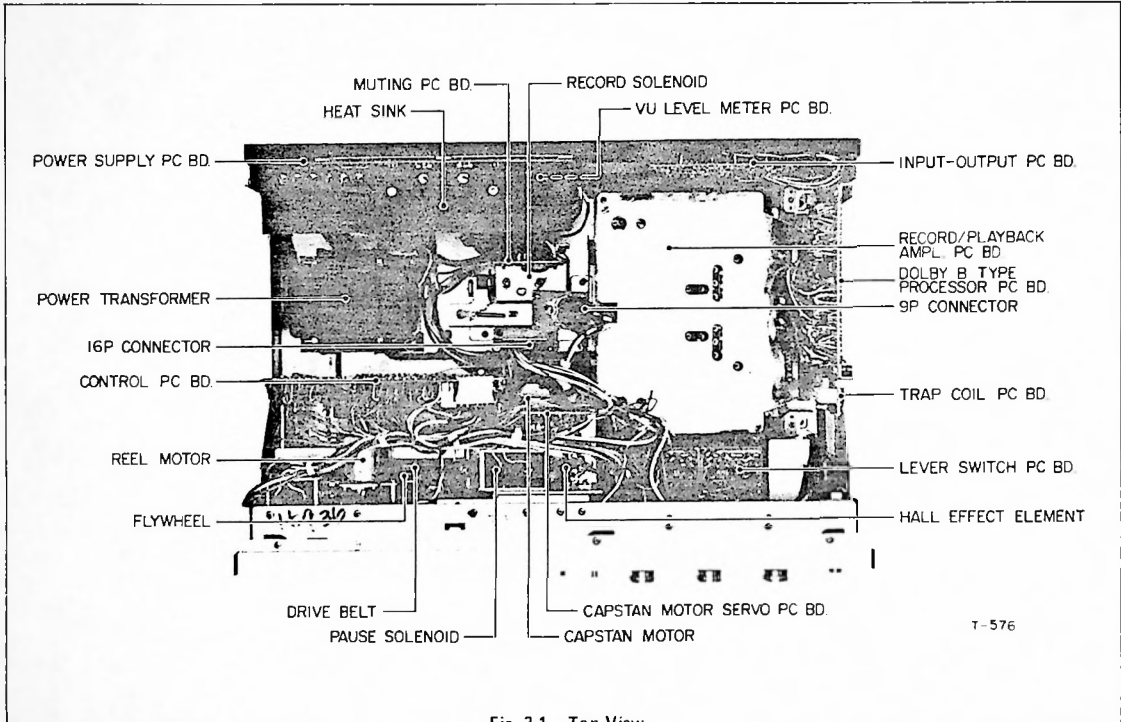 MUTING PC BD.
RECORD SOLENOID
HEAT SINK
VU LEVEL METER PC BD.
POWER SUPPLY PC BD.
INPUT-OUTPUT PC BD.
RECORD/PLAYBACK
AMPL. PC BD.
DOLBY B TYPE
PROCESSOR PC BD.
POWER TRANSFORMER
9P CONNECTOR
16P CONNECTOR
CONTROL PC BD.
TRAP COIL PC BD.
REEL MOTOR
LEVER SWITCH PC BD.
FLYWHEEL
HALL EFFECT ELEMENT
DRIVE BELT
CAPSTAN MOTOR SERVO PC BD.
PAUSE SOLENOID
CAPSTAN MOTOR
T-576
Top View